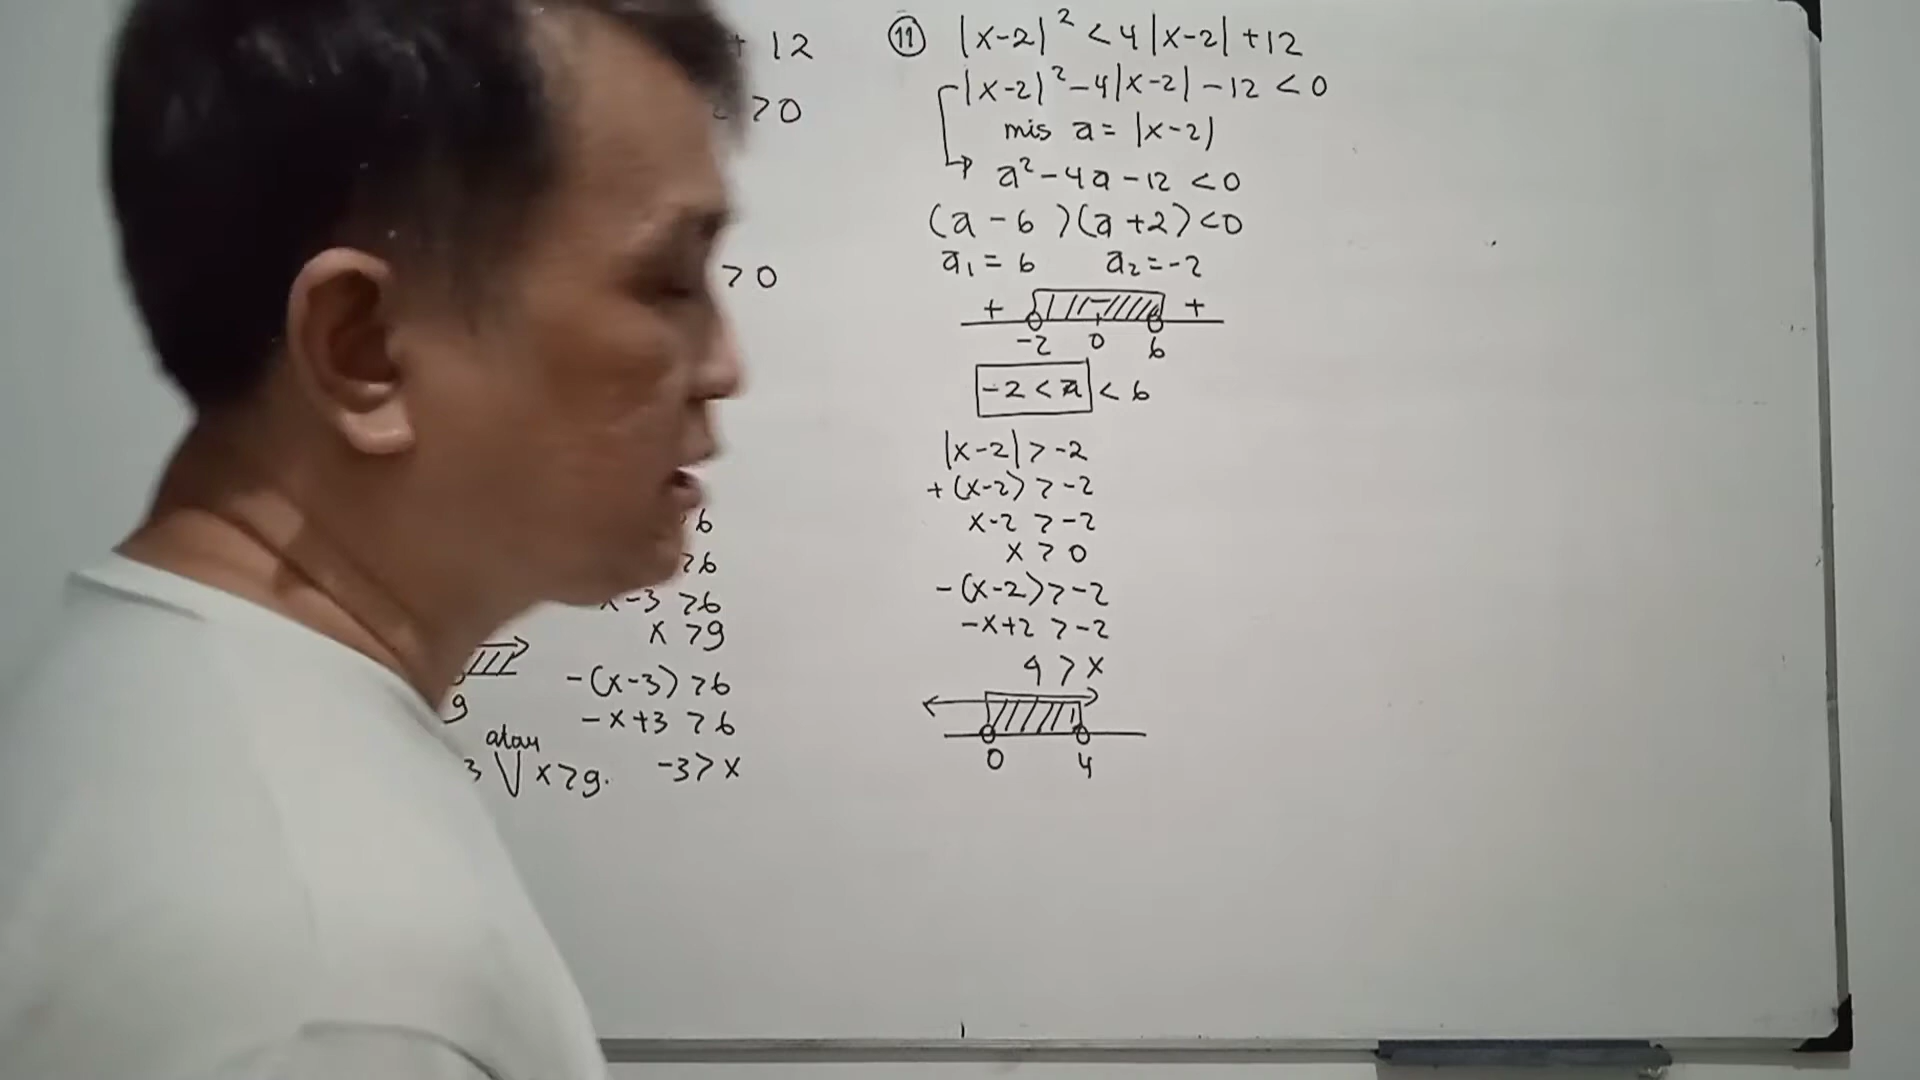 + 12
>0
>0
6
>6
x-3 >6
x >9
-(x-3) >6
-x+3 >6
-3>x
9
atau
3 V x>9.
11 |x-2|² < 4|x-2| +12
|x-2|² -4|x-2| -12 < 0
mis a = |x-2|
a² -4a -12 < 0
(a - 6 )(a +2) <0
a₁ = 6 a₂ = -2
+ - +
-2 0 6
-2 < a < 6
|x-2| > -2
+(x-2) > -2
x-2 > -2
x > 0
-(x-2) > -2
-x+2 > -2
4 > x
0 4